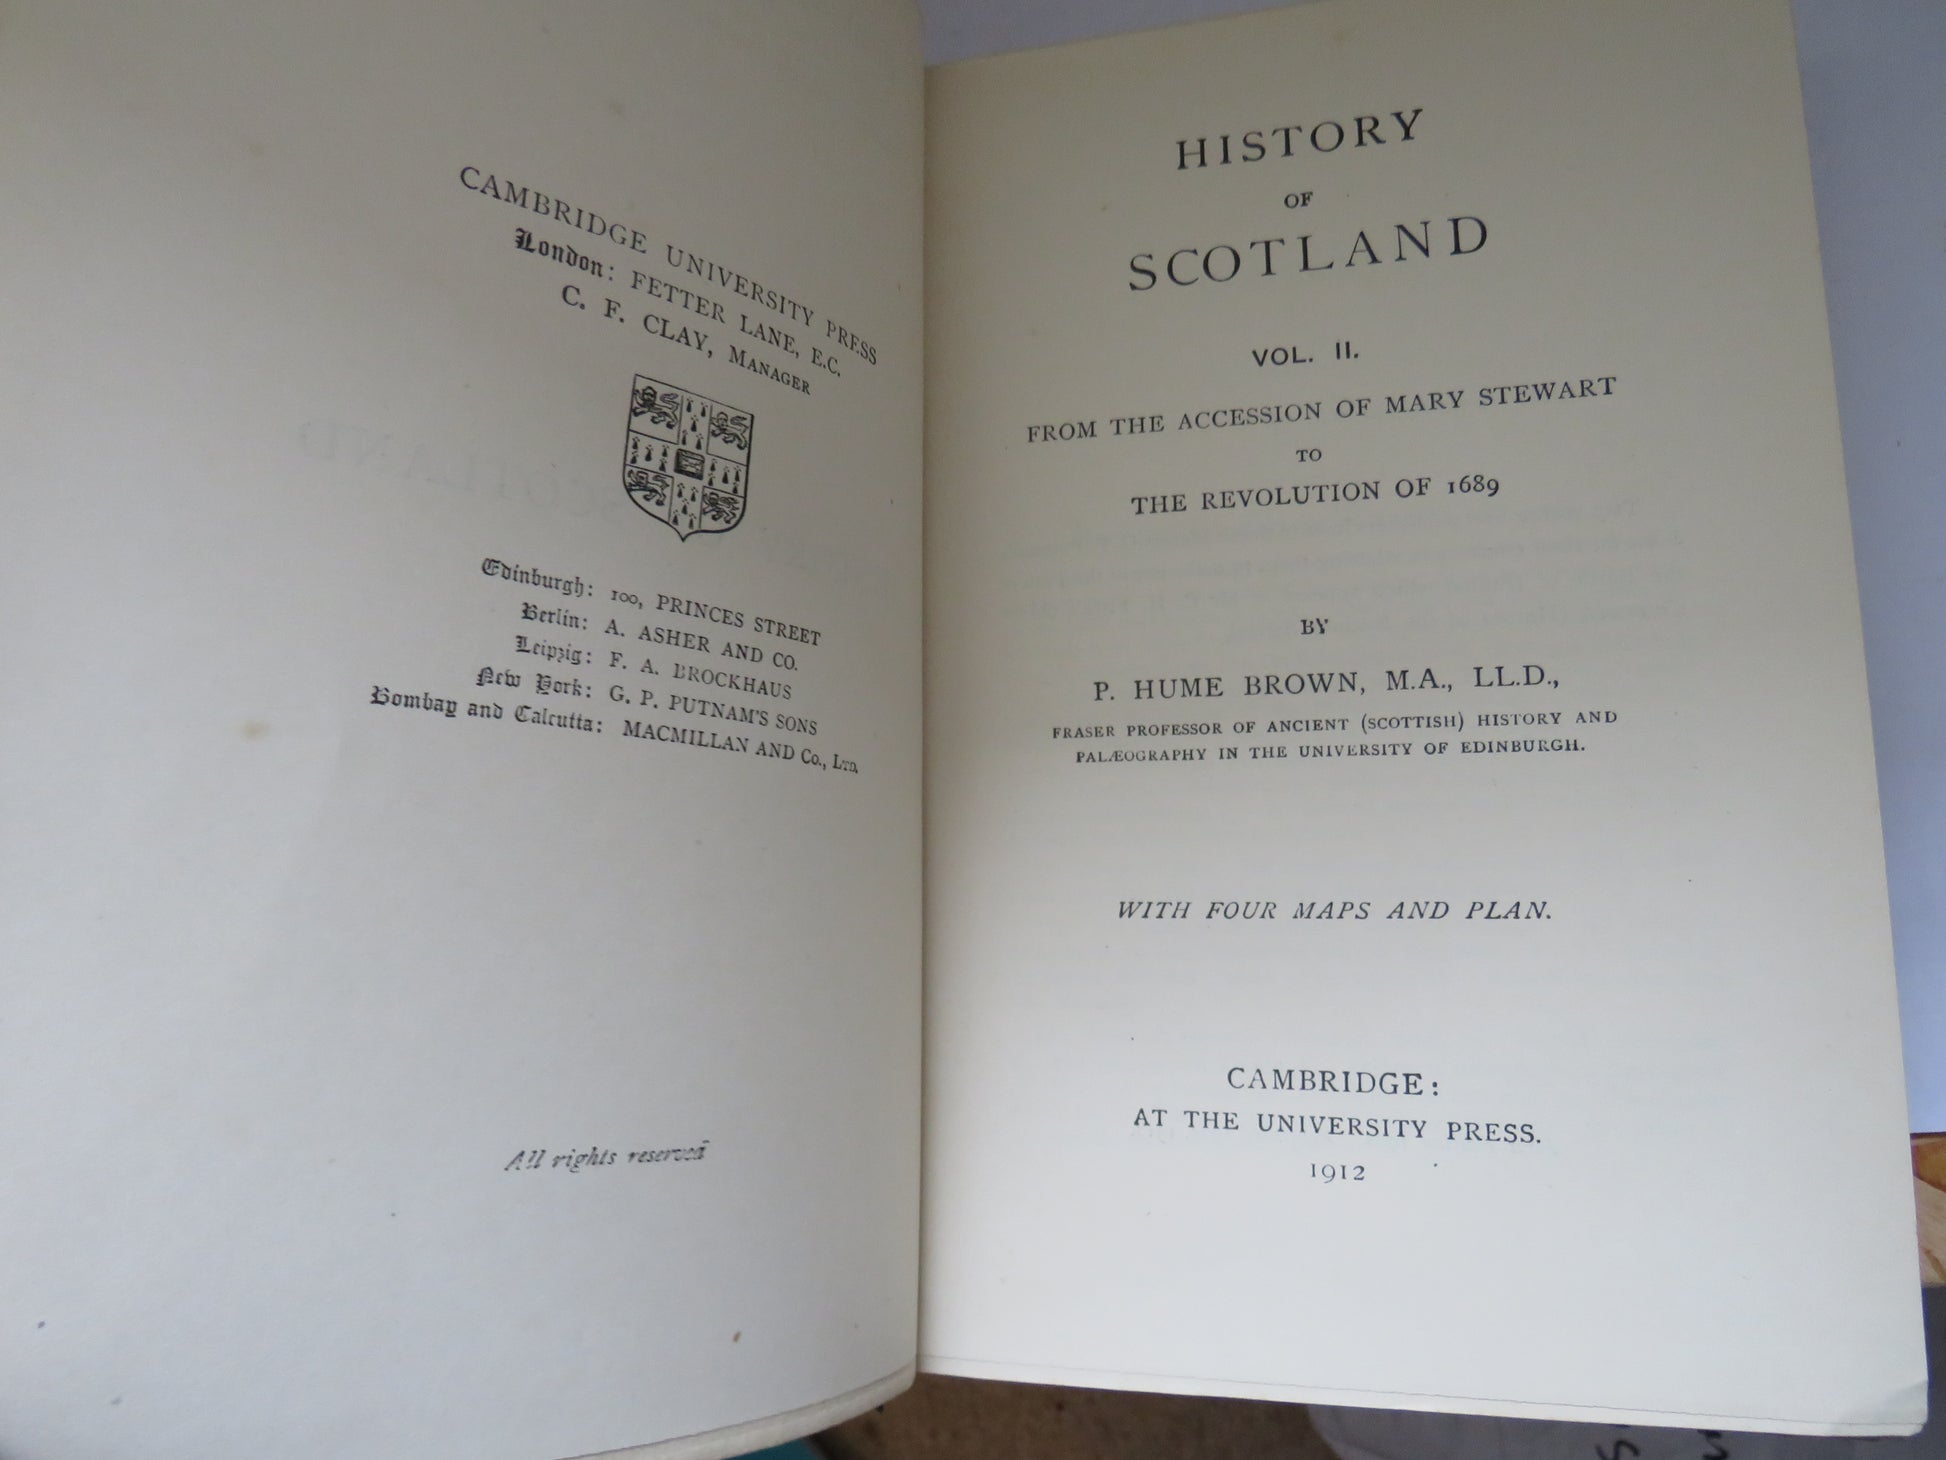 CAMBRIDGE UNIVERSITY PRESS
London: FETTER LANE, E.C.
C. F. CLAY, MANAGER
Edinburgh: 100, PRINCES STREET
Berlin: A. ASHER AND CO.
Leipzig: F. A. BROCKHAUS
New York: G. P. PUTNAM'S SONS
Bombay and Calcutta: MACMILLAN AND Co., LTD.
All rights reserved
HISTORY
OF
SCOTLAND
VOL. II.
FROM THE ACCESSION OF MARY STEWART
TO
THE REVOLUTION OF 1689
BY
P. HUME BROWN, M.A., LL.D.,
FRASER PROFESSOR OF ANCIENT (SCOTTISH) HISTORY AND
PALÆOGRAPHY IN THE UNIVERSITY OF EDINBURGH.
WITH FOUR MAPS AND PLAN.
CAMBRIDGE:
AT THE UNIVERSITY PRESS.
1912